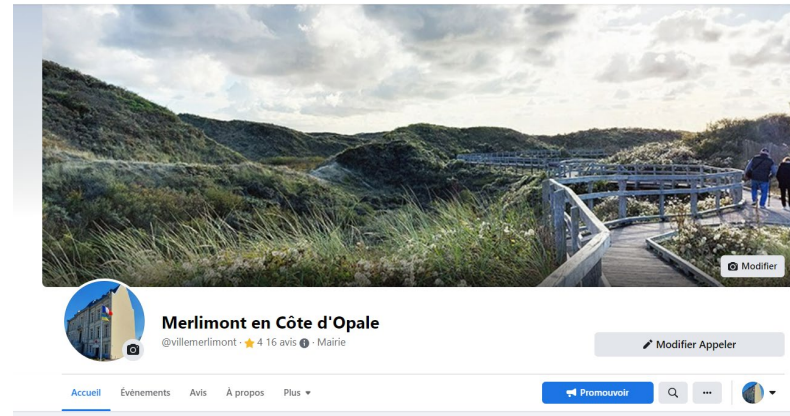 Modifier
Merlimont en Côte d'Opale
@villemerlimont · 4 16 avis · Mairie
Modifier Appeler
Accueil Événements Avis À propos Plus
Promouvoir